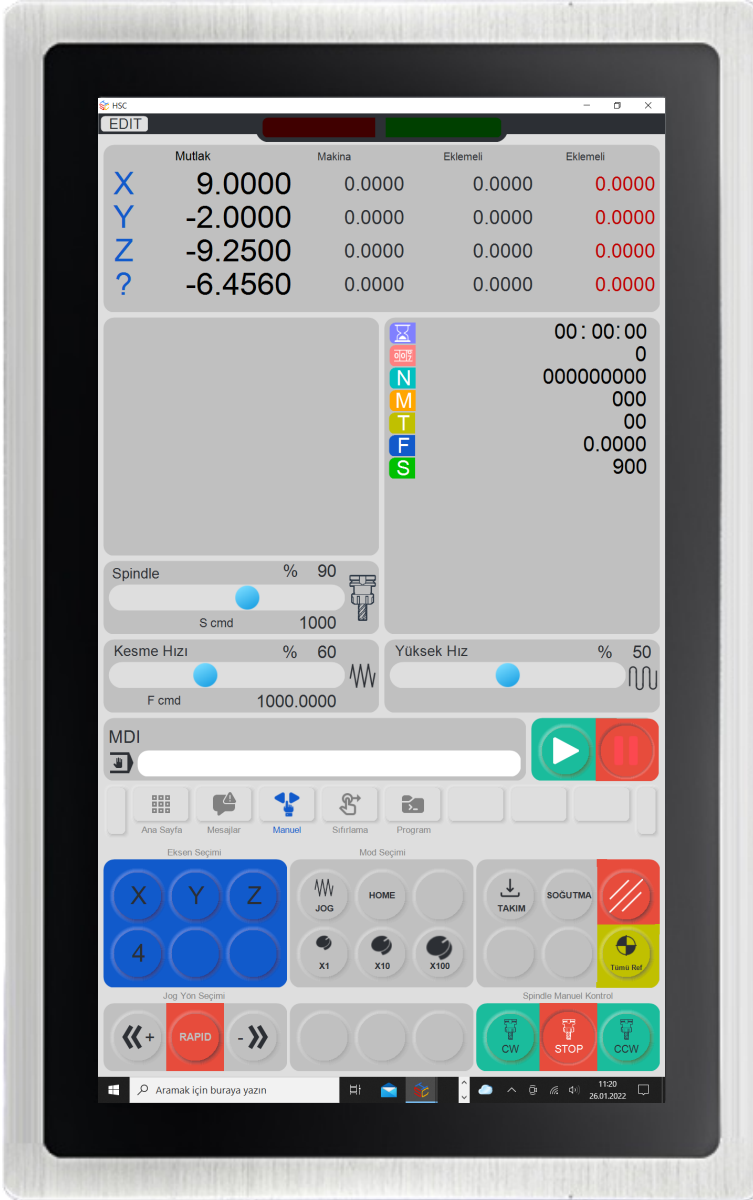 HSC
EDIT
Mutlak Makina Eklemeli Eklemeli
X 9.0000 0.0000 0.0000 0.0000
Y -2.0000 0.0000 0.0000 0.0000
Z -9.2500 0.0000 0.0000 0.0000
? -6.4560 0.0000 0.0000 0.0000
00:00:00
0
N 000000000
M 000
T 00
F 0.0000
S 900
Spindle % 90
S cmd 1000
Kesme Hızı % 60
F cmd 1000.0000
Yüksek Hız % 50
MDI
Ana Sayfa Mesajlar Manuel Sıfırlama Program
Eksen Seçimi Mod Seçimi
X Y Z
4
JOG HOME
X1 X10 X100
TAKIM SOĞUTMA
Tümü Ref
Jog Yön Seçimi Spindle Manuel Kontrol
+ RAPID -
CW STOP CCW
Aramak için buraya yazın
11:20
26.01.2022